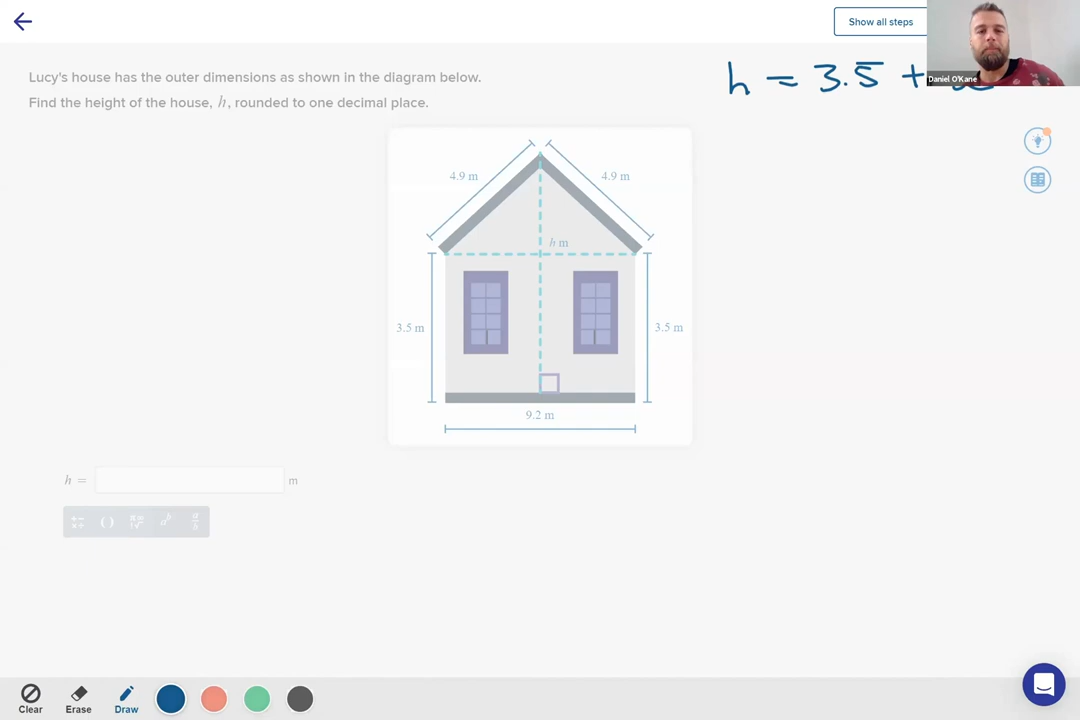 Show all steps
Daniel O'Kane
Lucy's house has the outer dimensions as shown in the diagram below.
Find the height of the house, h, rounded to one decimal place.
h = 3.5 +
4.9 m
4.9 m
h m
3.5 m
3.5 m
9.2 m
h =
m
( )
a^b
a/b
Clear
Erase
Draw